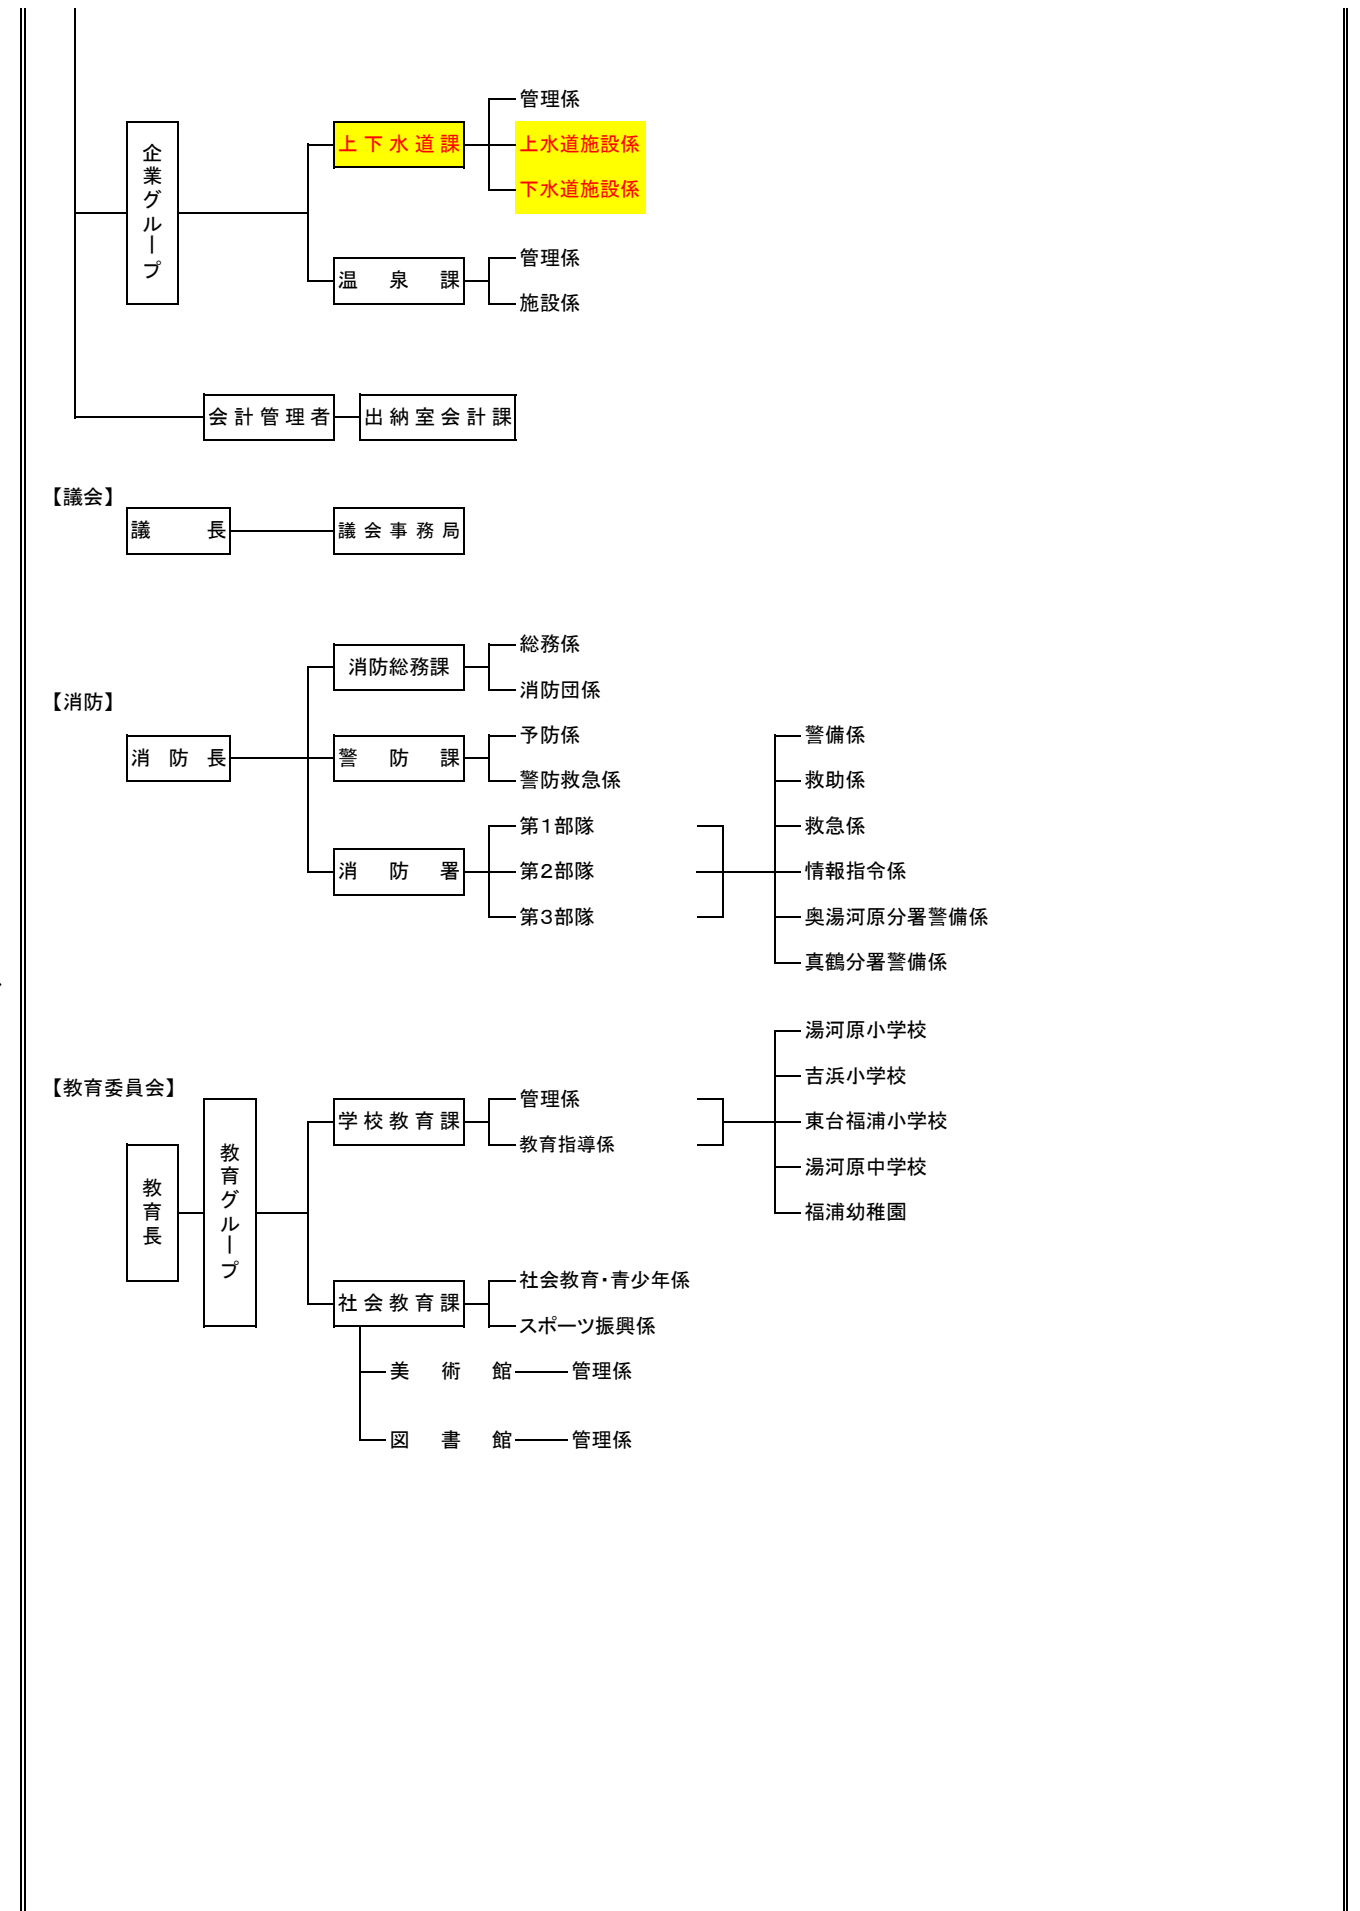 管理係
企業グループ
上下水道課
上水道施設係
下水道施設係
温泉課
管理係
施設係
会計管理者
出納室会計課
【議会】
議長
議会事務局
【消防】
消防長
消防総務課
総務係
消防団係
警防課
予防係
警防救急係
消防署
第1部隊
第2部隊
第3部隊
警備係
救助係
救急係
情報指令係
奥湯河原分署警備係
真鶴分署警備係
【教育委員会】
教育長
教育グループ
学校教育課
管理係
教育指導係
湯河原小学校
吉浜小学校
東台福浦小学校
湯河原中学校
福浦幼稚園
社会教育課
社会教育・青少年係
スポーツ振興係
美術館
管理係
図書館
管理係